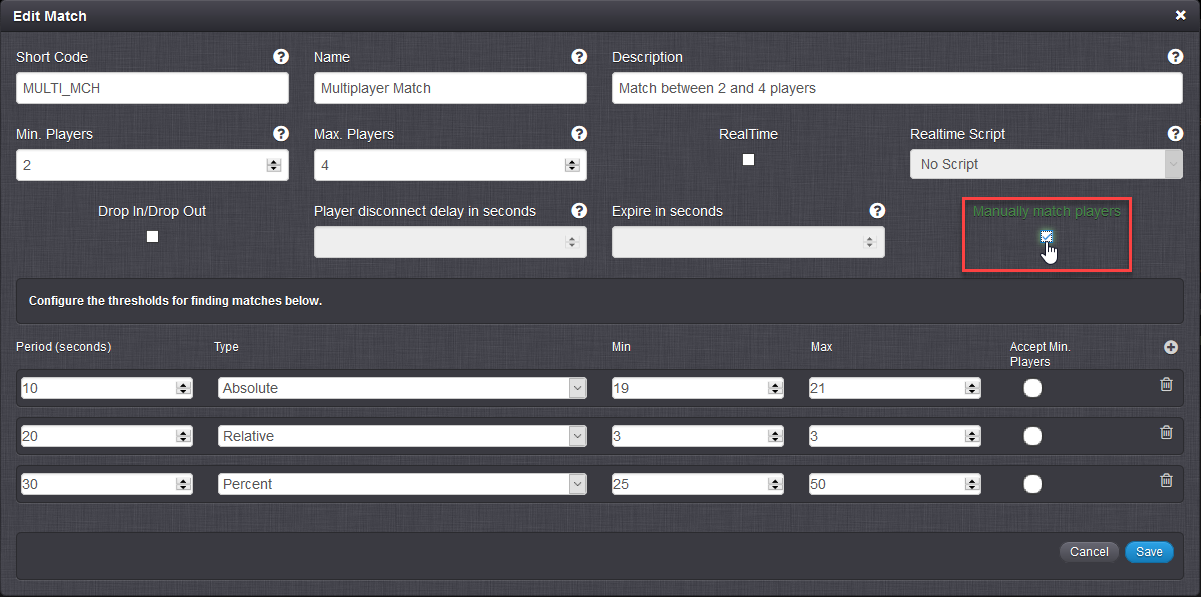 Edit Match
Short Code
Name
Description
MULTI_MCH
Multiplayer Match
Match between 2 and 4 players
Min. Players
Max. Players
RealTime
Realtime Script
2
4
No Script
Drop In/Drop Out
Player disconnect delay in seconds
Expire in seconds
Manually match players
Configure the thresholds for finding matches below.
Period (seconds)
Type
Min
Max
Accept Min.
Players
10
Absolute
19
21
20
Relative
3
3
30
Percent
25
50
Cancel
Save